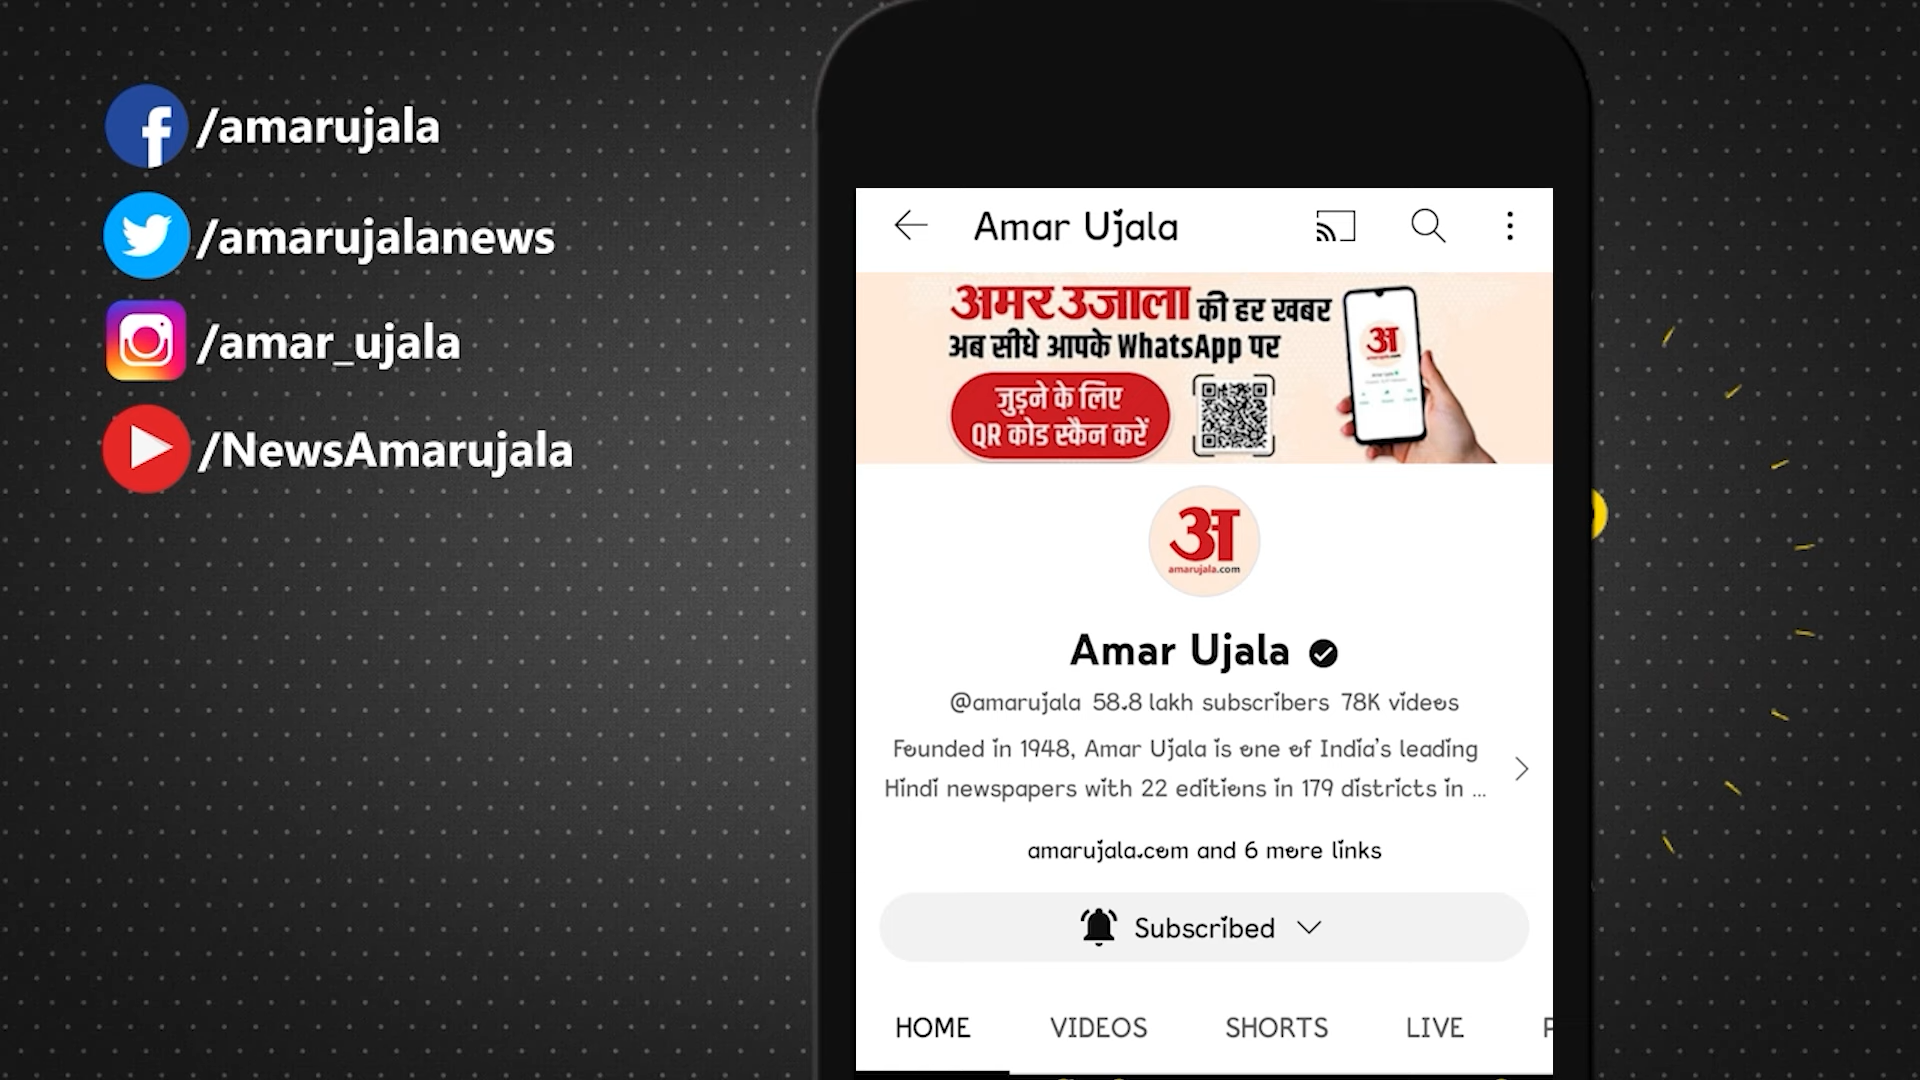 /amarujala
/amarujalanews
/amar_ujala
/NewsAmarujala
Amar Ujala
अमर उजाला की हर खबर
अब सीधे आपके WhatsApp पर
जुड़ने के लिए
QR कोड स्कैन करें
अ
अ
amarujala.com
Amar Ujala
@amarujala 58.8 lakh subscribers 78K videos
Founded in 1948, Amar Ujala is one of India's leading
Hindi newspapers with 22 editions in 179 districts in ...
amarujala.com and 6 more links
Subscribed
HOME VIDEOS SHORTS LIVE